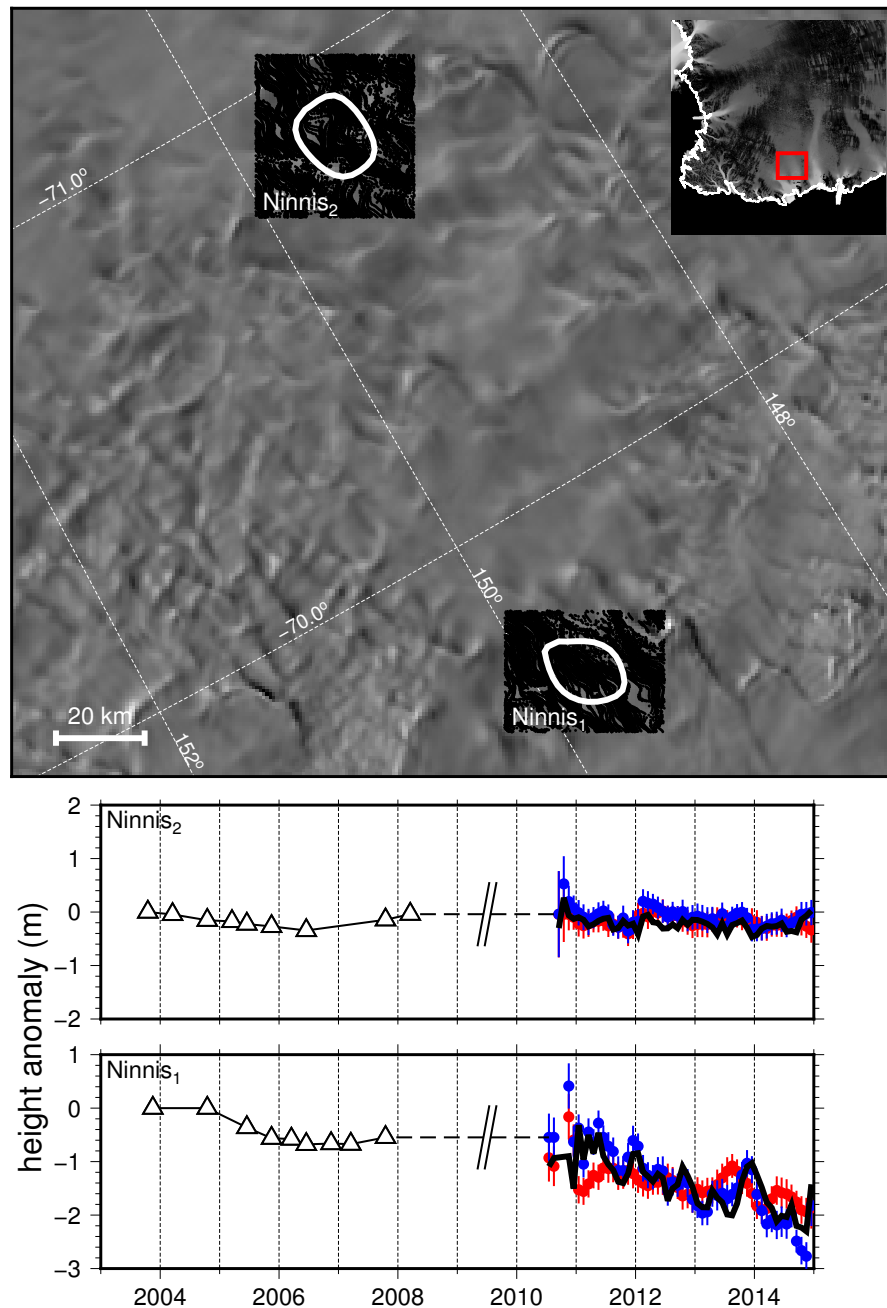 −71.0°
Ninnis₂
148°
150°
−70.0°
20 km
Ninnis₁
152°
height anomaly (m)
2
Ninnis₂
1
0
−1
−2
1
Ninnis₁
0
−1
−2
−3
2004 2006 2008 2010 2012 2014